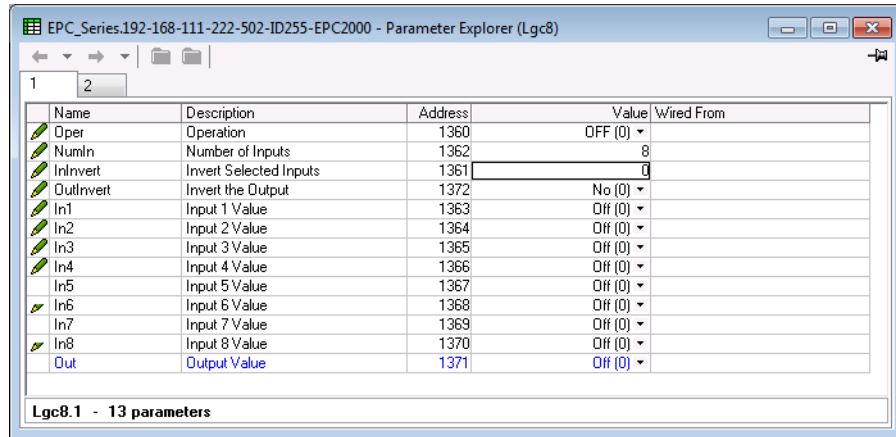 EPC_Series.192-168-111-222-502-ID255-EPC2000 - Parameter Explorer (Lgc8)
1 2
Name Description Address Value Wired From
Oper Operation 1360 OFF (0)
NumIn Number of Inputs 1362 8
InInvert Invert Selected Inputs 1361 0
OutInvert Invert the Output 1372 No (0)
In1 Input 1 Value 1363 Off (0)
In2 Input 2 Value 1364 Off (0)
In3 Input 3 Value 1365 Off (0)
In4 Input 4 Value 1366 Off (0)
In5 Input 5 Value 1367 Off (0)
In6 Input 6 Value 1368 Off (0)
In7 Input 7 Value 1369 Off (0)
In8 Input 8 Value 1370 Off (0)
Out Output Value 1371 Off (0)
Lgc8.1 - 13 parameters